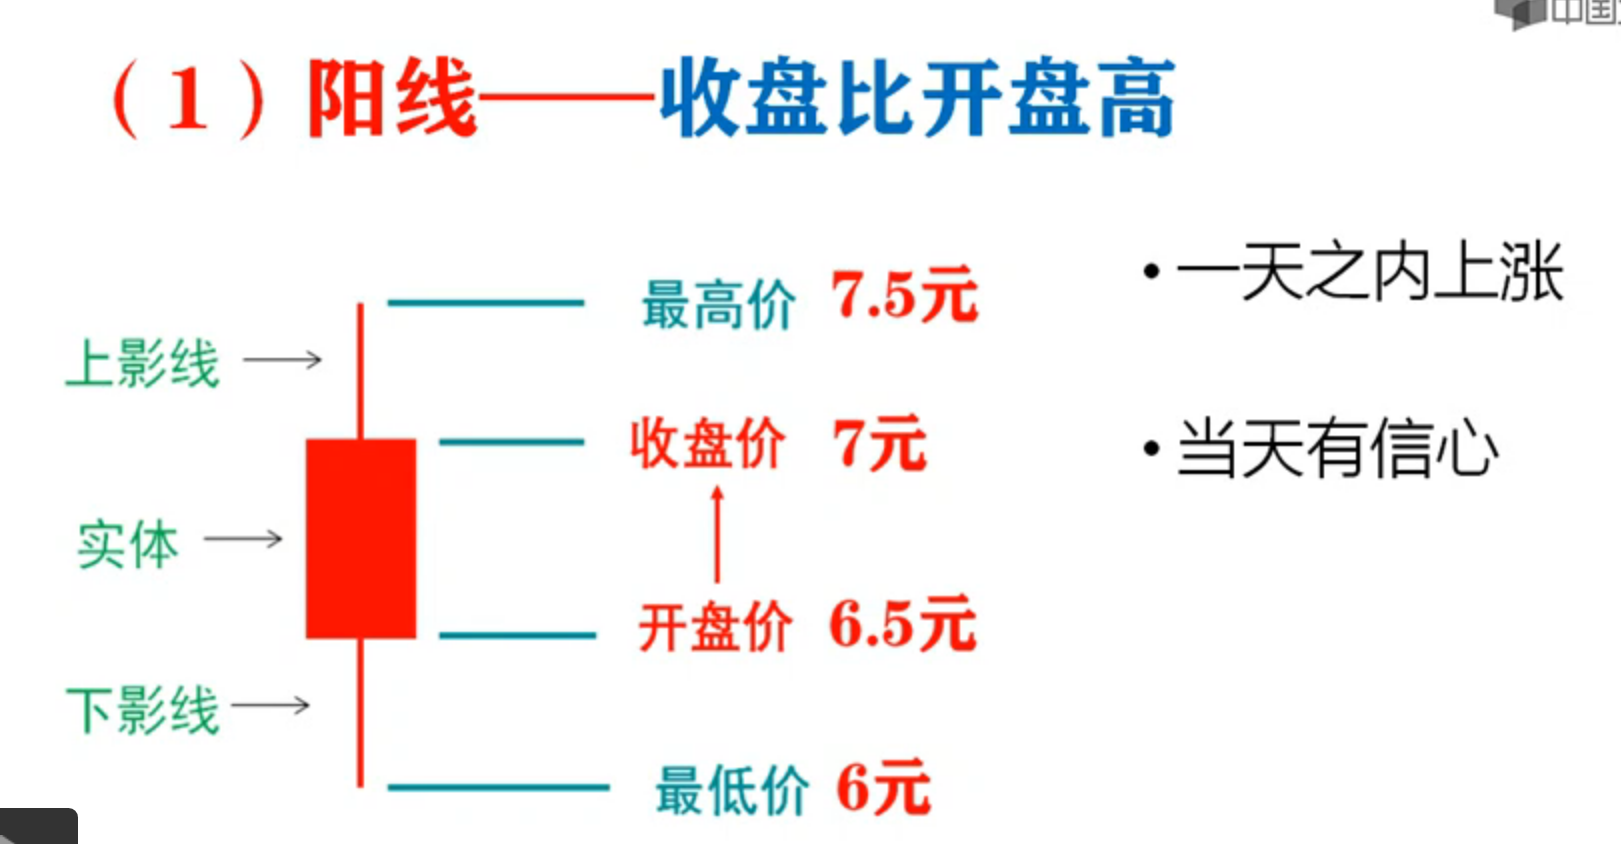 （1）阳线——收盘比开盘高
最高价 7.5元
• 一天之内上涨
上影线
收盘价 7元
• 当天有信心
实体
开盘价 6.5元
下影线
最低价 6元
中国